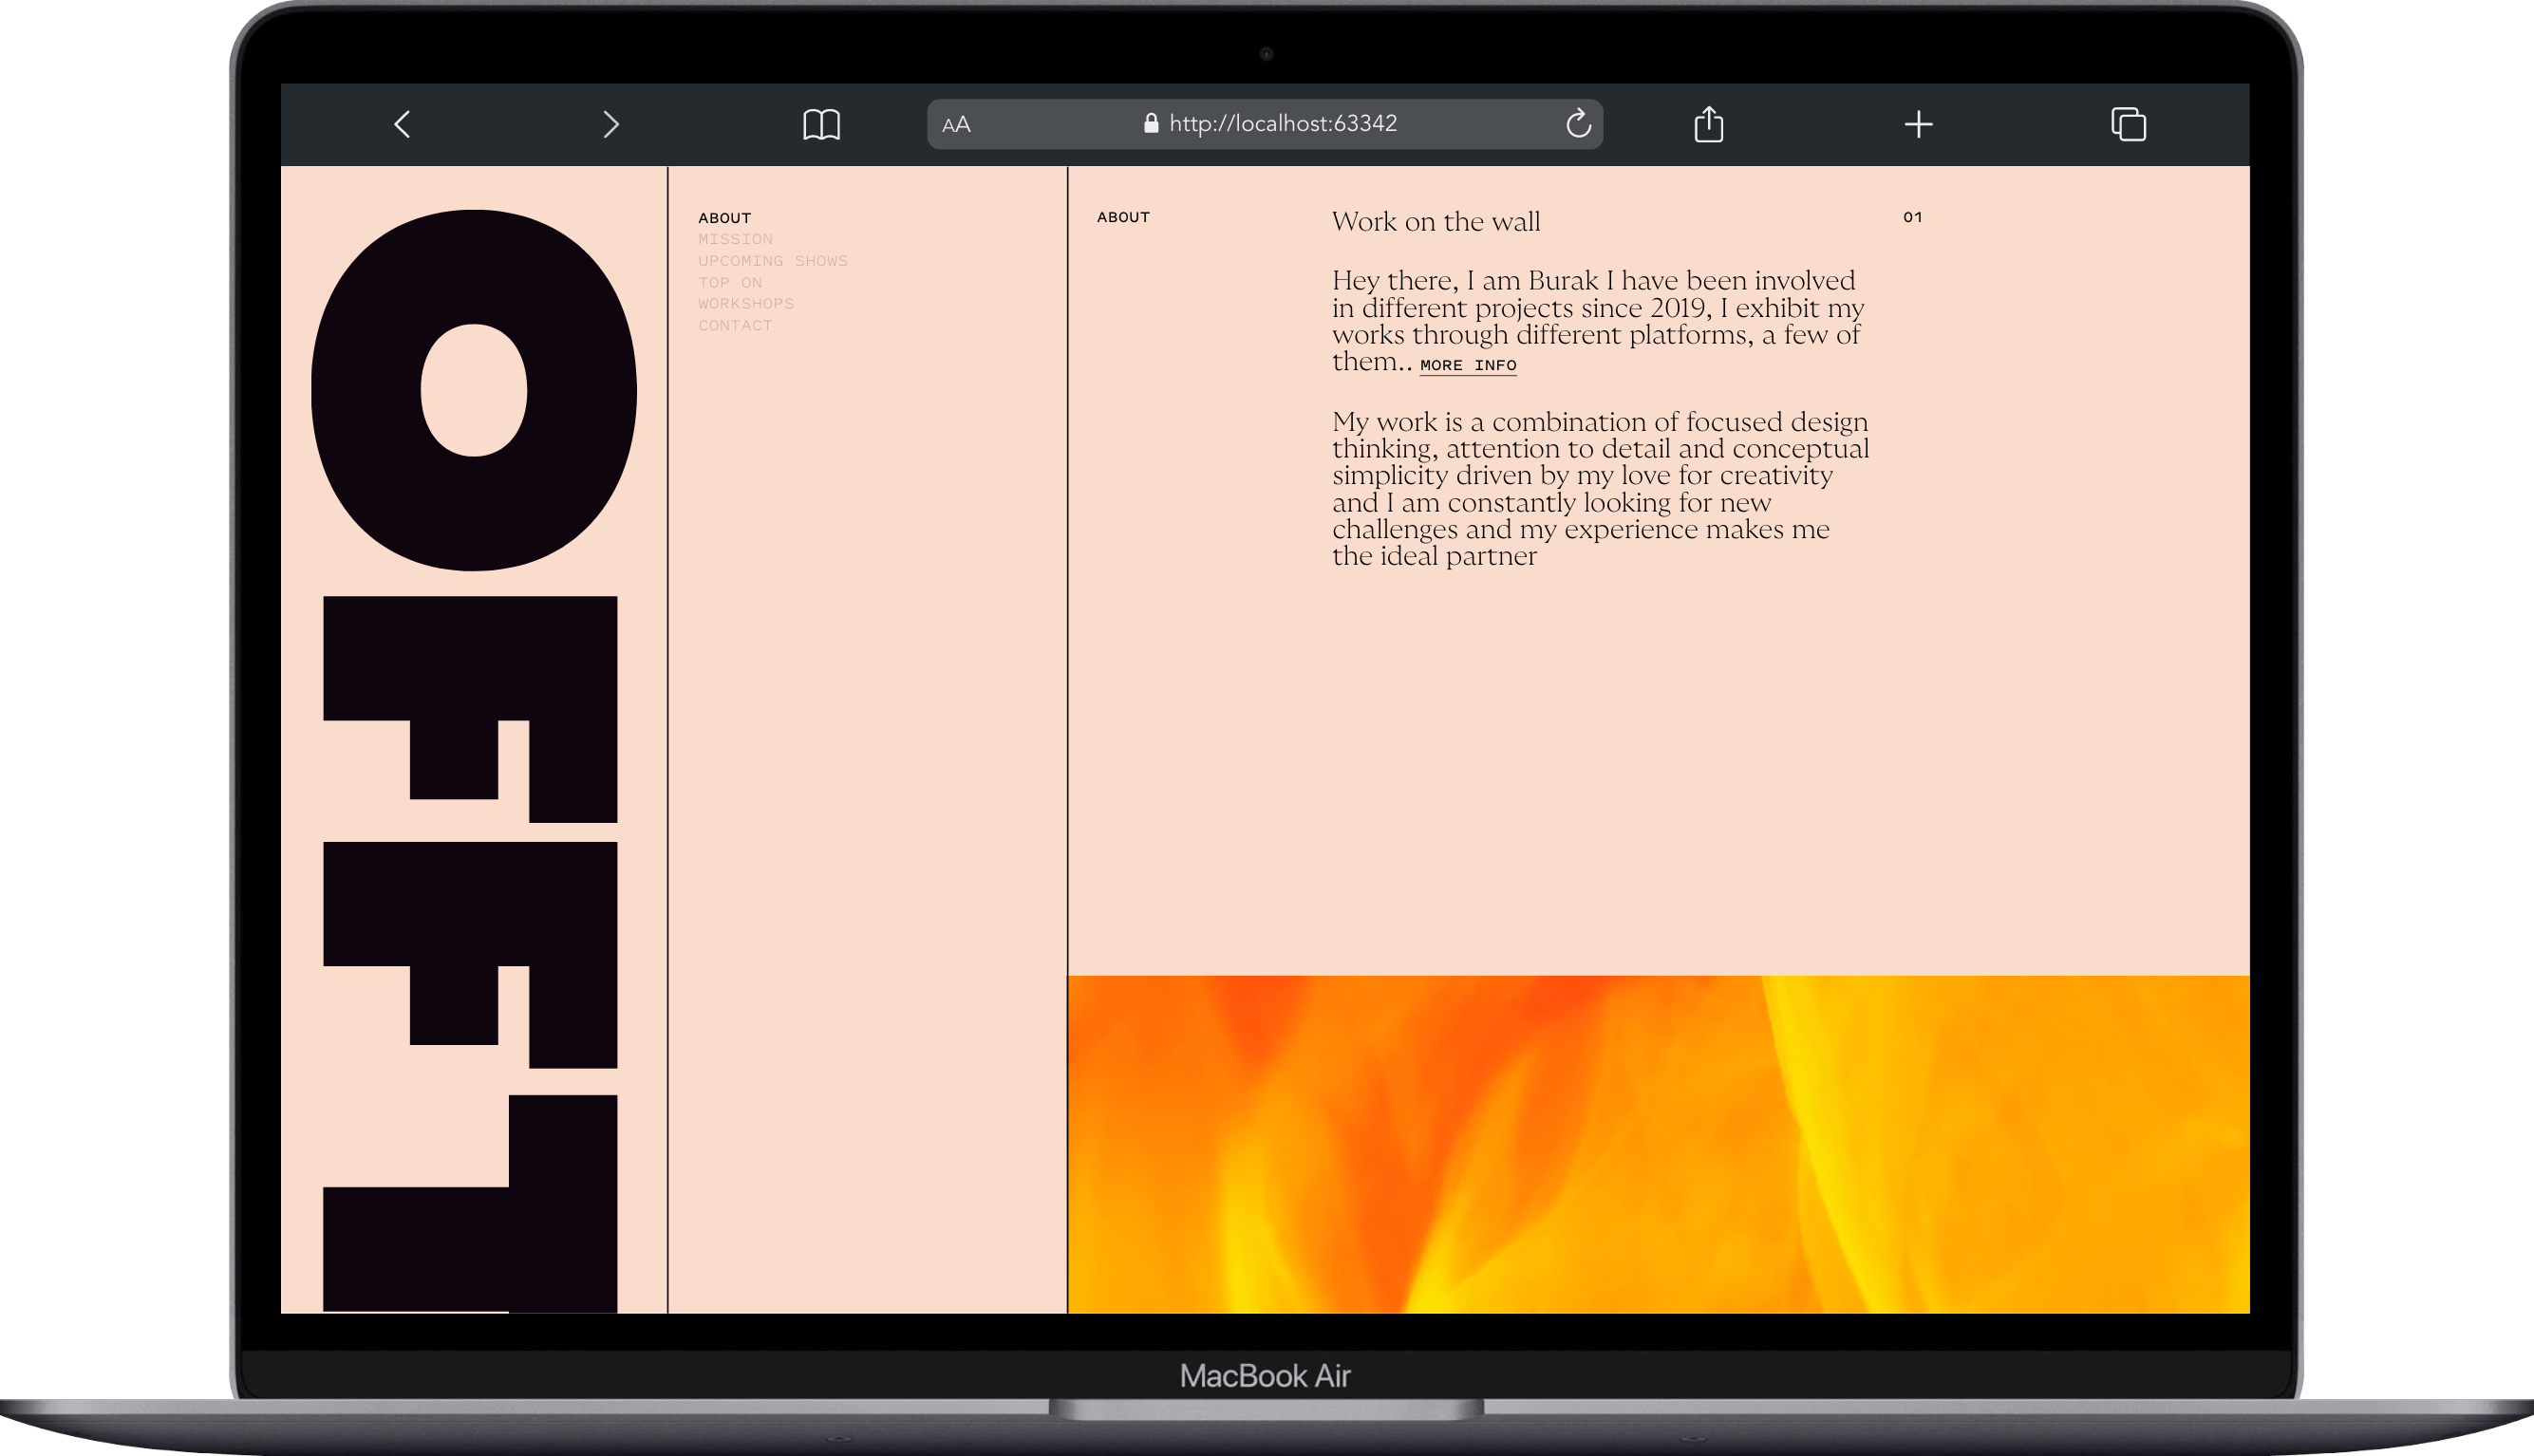 AA http://localhost:63342
OFFT
ABOUT
MISSION
UPCOMING SHOWS
TOP ON
WORKSHOPS
CONTACT
ABOUT
Work on the wall
01
Hey there, I am Burak I have been involved
in different projects since 2019, I exhibit my
works through different platforms, a few of
them.. MORE INFO
My work is a combination of focused design
thinking, attention to detail and conceptual
simplicity driven by my love for creativity
and I am constantly looking for new
challenges and my experience makes me
the ideal partner
MacBook Air